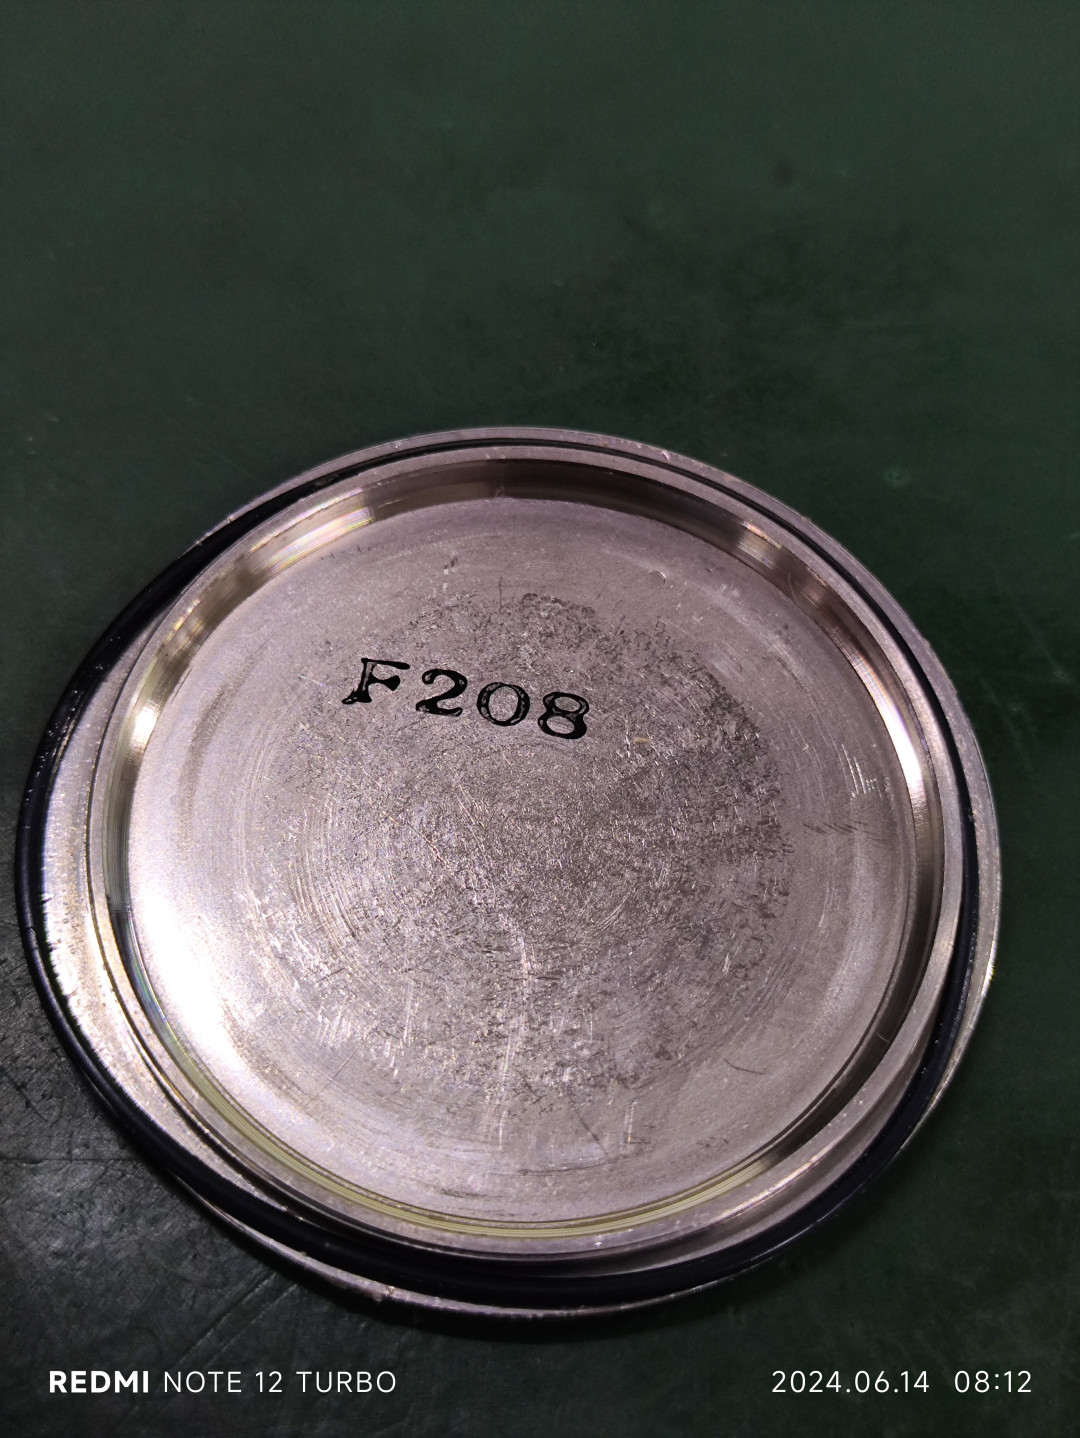 F208
REDMI NOTE 12 TURBO
2024.06.14 08:12